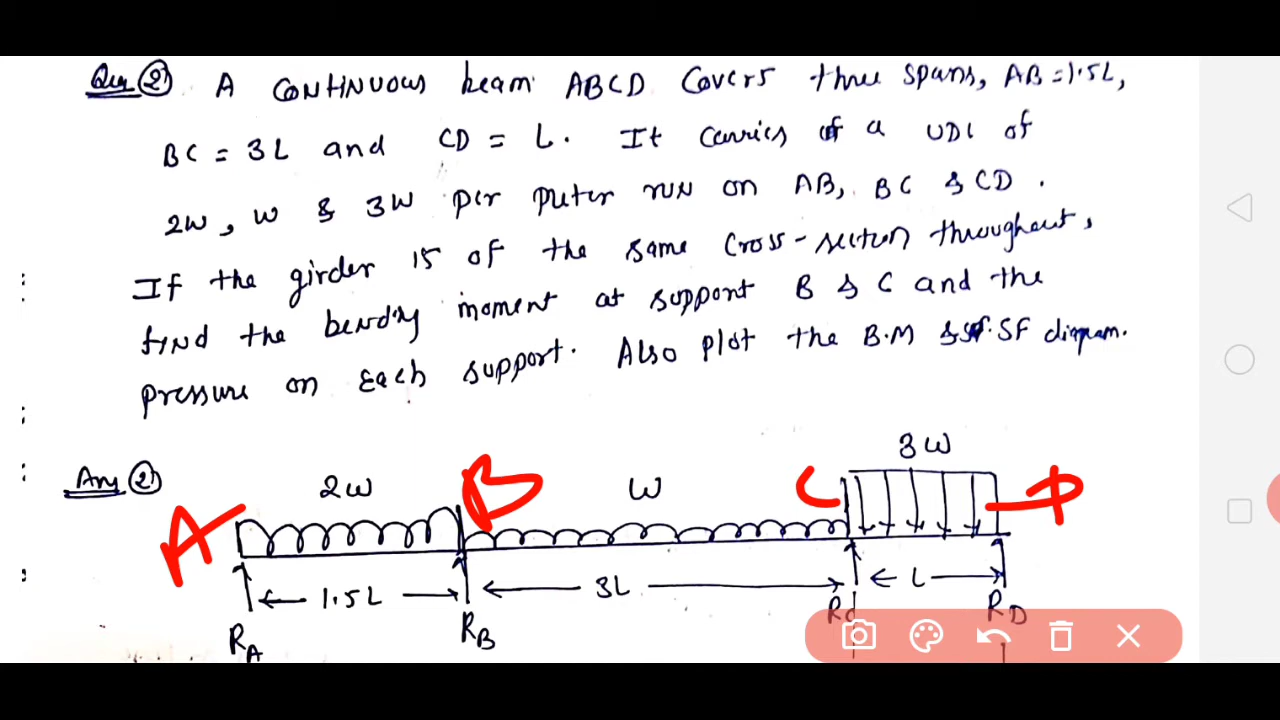 Que ② A CONTINUOUS beam ABCD Covers three spans, AB=1.5L,
BC = 3L and CD = L. It carries a UDL of
2W, W & 3W per meter run on AB, BC & CD.
If the girder is of the same cross-section throughout,
find the bending moment at support B & C and the
pressure on each support. Also plot the B.M & SF diagram.
Ans ②
3W
A 2W B W C D
1.5L 3L L
RA RB RC RD